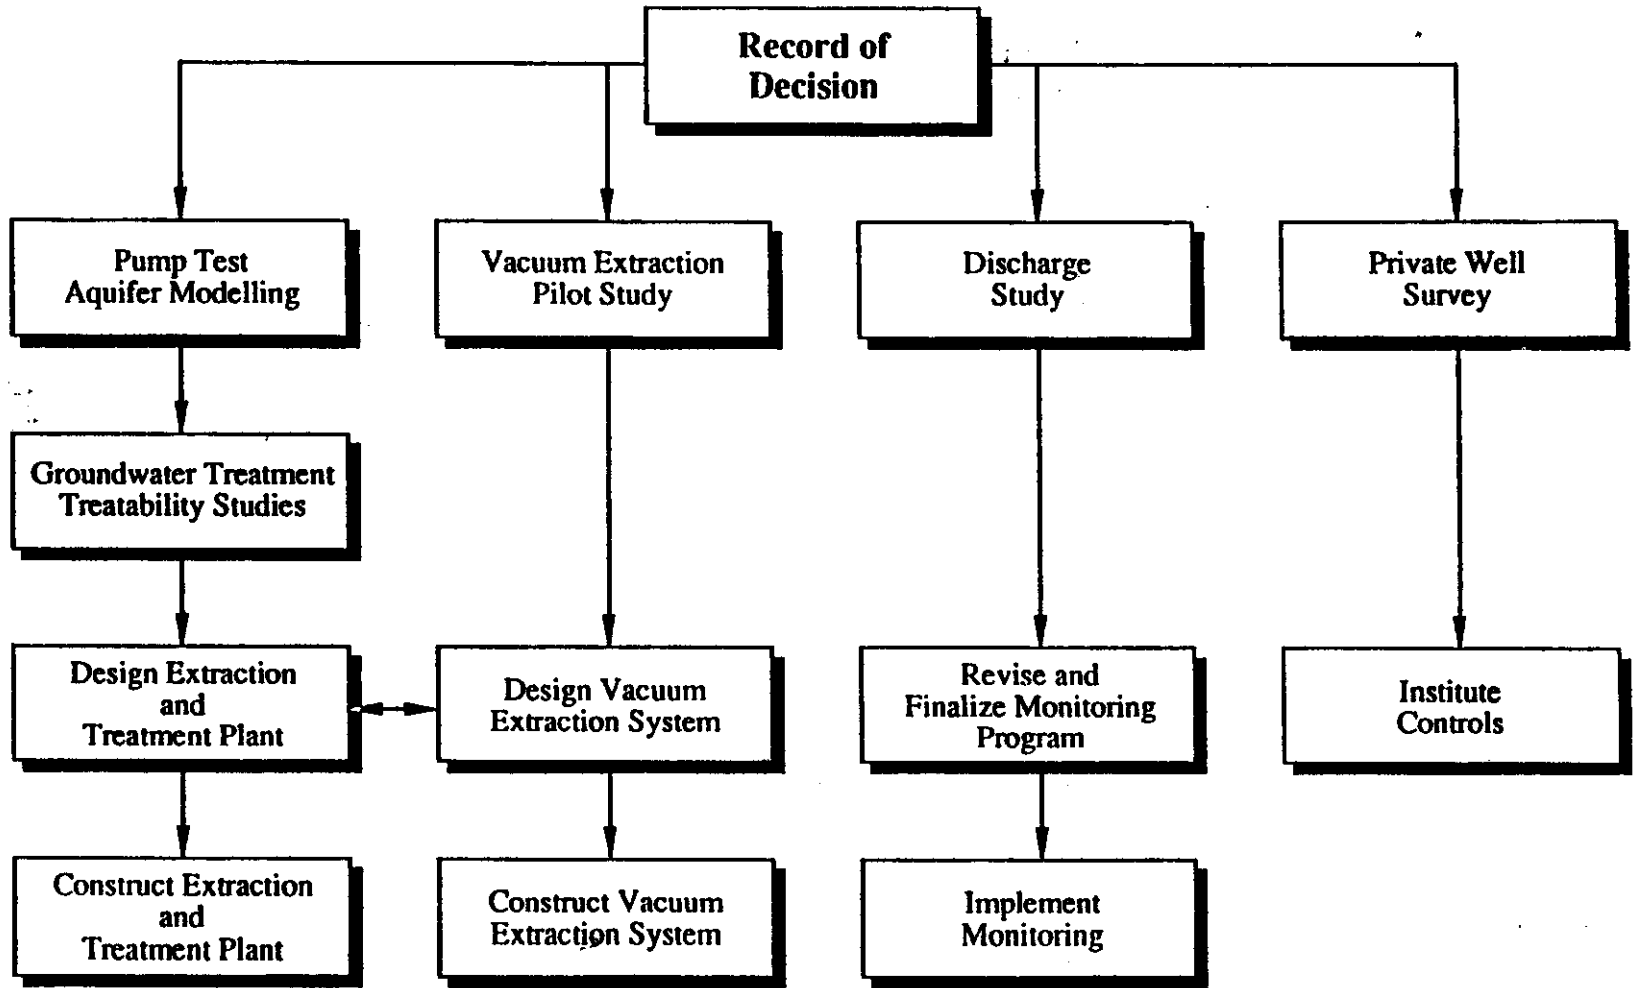 Record of
Decision
Pump Test
Aquifer Modelling
Vacuum Extraction
Pilot Study
Discharge
Study
Private Well
Survey
Groundwater Treatment
Treatability Studies
Design Extraction
and
Treatment Plant
Design Vacuum
Extraction System
Revise and
Finalize Monitoring
Program
Institute
Controls
Construct Extraction
and
Treatment Plant
Construct Vacuum
Extraction System
Implement
Monitoring